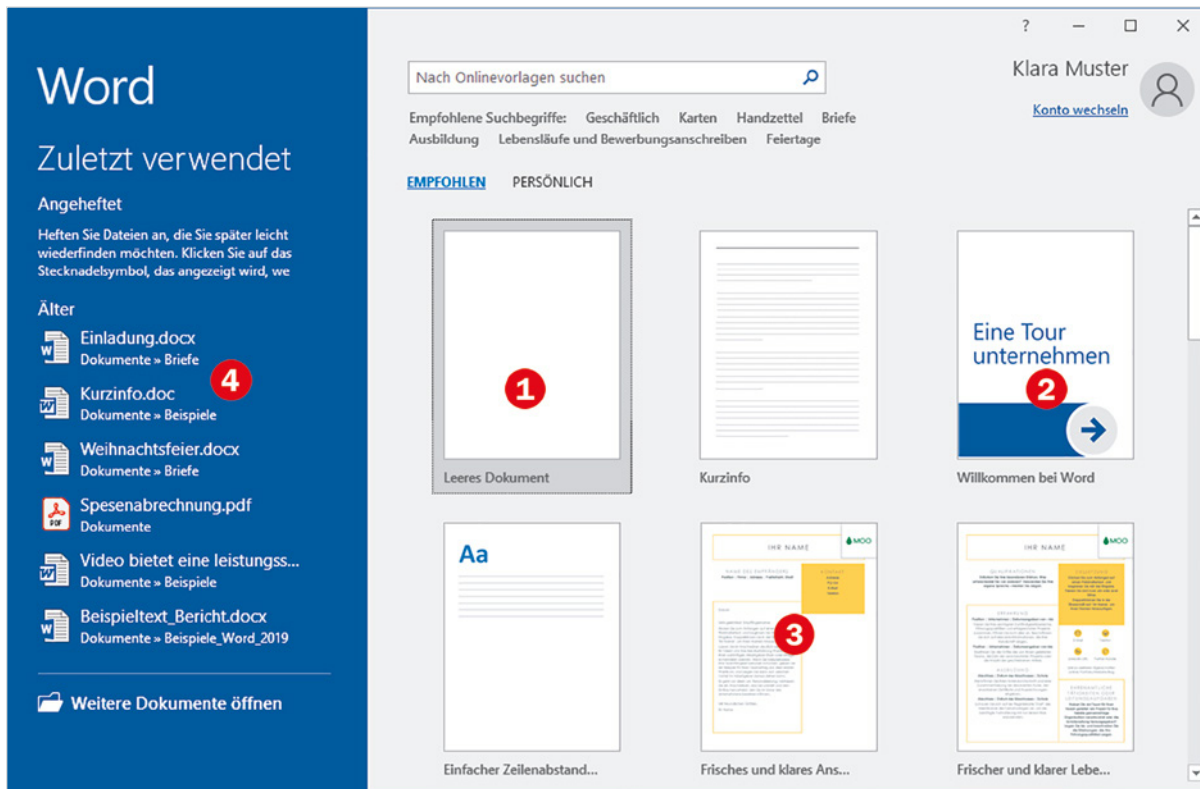 ?
Word
Zuletzt verwendet
Angeheftet
Heften Sie Dateien an, die Sie später leicht
wiederfinden möchten. Klicken Sie auf das
Stecknadelsymbol, das angezeigt wird, we
Älter
Einladung.docx
Dokumente » Briefe
4
Kurzinfo.doc
Dokumente » Beispiele
Weihnachtsfeier.docx
Dokumente » Briefe
Spesenabrechnung.pdf
Dokumente
Video bietet eine leistungss...
Dokumente » Beispiele
Beispieltext_Bericht.docx
Dokumente » Beispiele_Word_2019
Weitere Dokumente öffnen
Nach Onlinevorlagen suchen
Klara Muster
Konto wechseln
Empfohlene Suchbegriffe: Geschäftlich Karten Handzettel Briefe
Ausbildung Lebensläufe und Bewerbungsanschreiben Feiertage
EMPFOHLEN PERSÖNLICH
1
Leeres Dokument
Kurzinfo
Eine Tour
unternehmen
2
Willkommen bei Word
Aa
Einfacher Zeilenabstand...
MOO
IHR NAME
3
Frisches und klares Ans...
MOO
IHR NAME
Frischer und klarer Lebe...